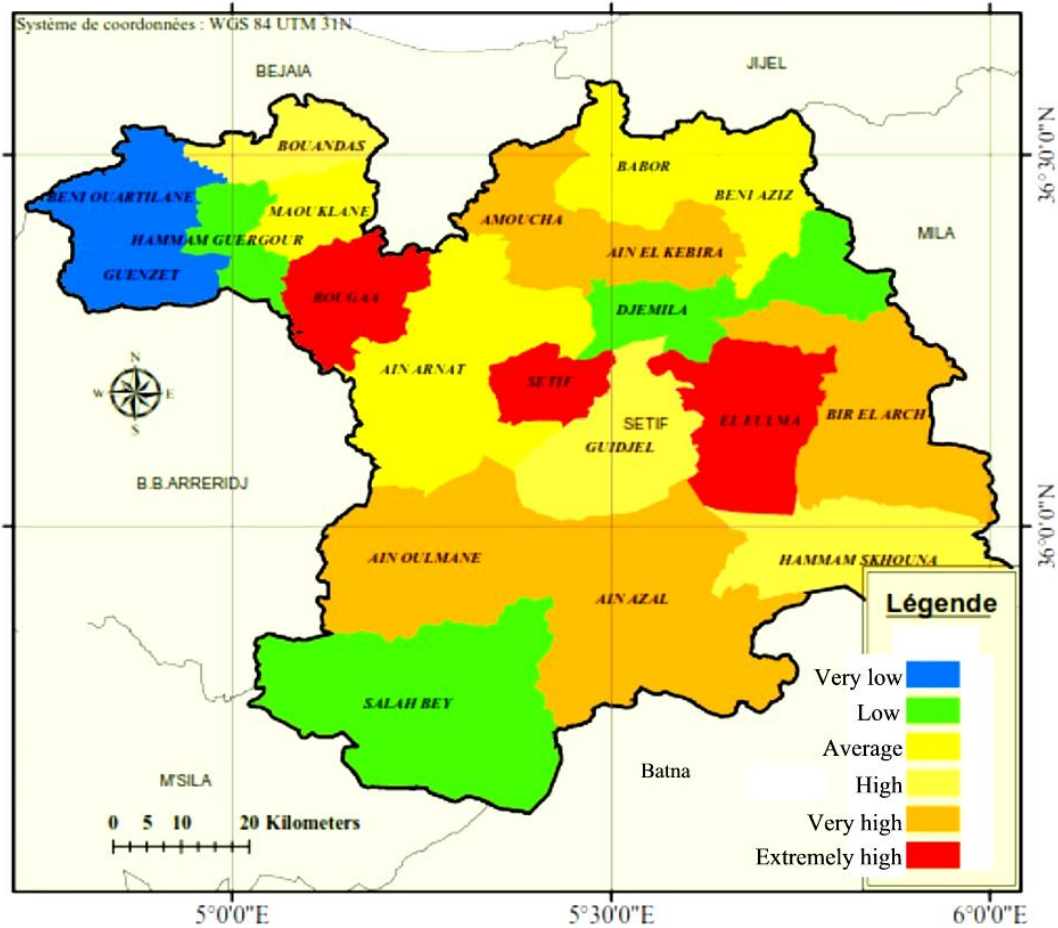 Système de coordonnées : WGS 84 UTM 31N
BEJAIA
JIJEL
36°30'0"N
BOUANDAS
BABOR
BENI OUARTILANE
BENI AZIZ
MAOUKLANE
AMOUCHA
MILA
HAMMAM GUERGOUR
AIN EL KEBIRA
GUENZET
BOUGAA
DJEMILA
N
W E
S
AIN ARNAT
SETIF
BIR EL ARCH
EL EULMA
SETIF
GUIDJEL
B.B.ARRERIDJ
36°0'0"N
AIN OULMANE
HAMMAM SKHOUNA
AIN AZAL
Légende
Very low
Low
Average
High
Very high
Extremely high
SALAH BEY
Batna
M'SILA
0 5 10 20 Kilometers
5°0'0"E
5°30'0"E
6°0'0"E